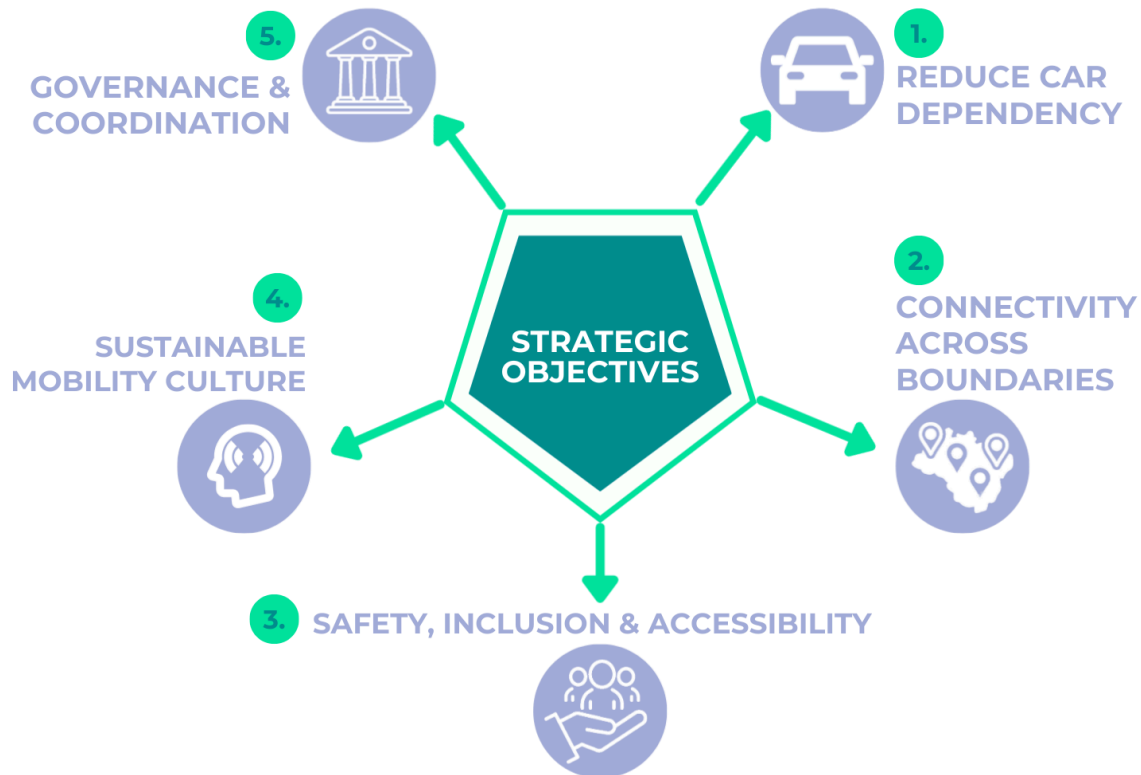 STRATEGIC
OBJECTIVES
1.
REDUCE CAR
DEPENDENCY
2.
CONNECTIVITY
ACROSS
BOUNDARIES
3. SAFETY, INCLUSION & ACCESSIBILITY
4.
SUSTAINABLE
MOBILITY CULTURE
5.
GOVERNANCE &
COORDINATION